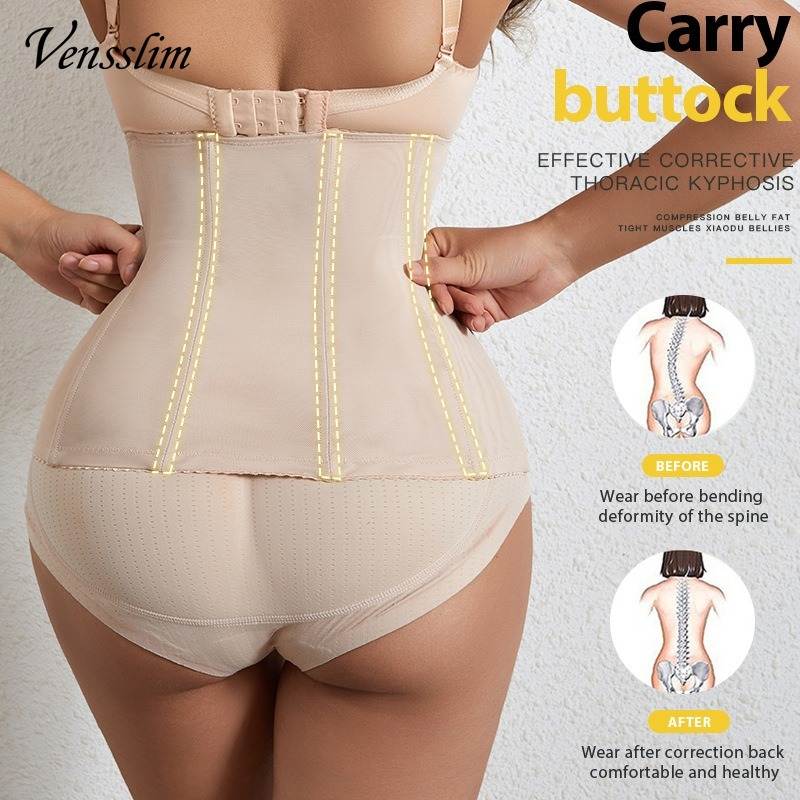 Vensslim
Carry
buttock
EFFECTIVE CORRECTIVE
THORACIC KYPHOSIS
COMPRESSION BELLY FAT
TIGHT MUSCLES XIAODU BELLIES
BEFORE
Wear before bending
deformity of the spine
AFTER
Wear after correction back
comfortable and healthy